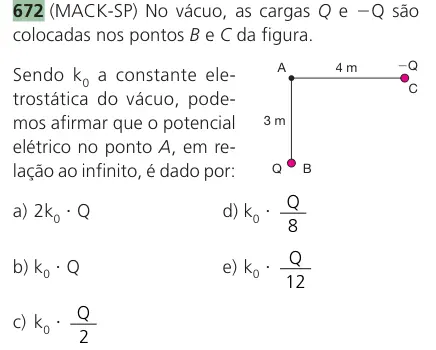 672 (MACK-SP) No vácuo, as cargas Q e −Q são
colocadas nos pontos B e C da figura.
Sendo k₀ a constante ele-
trostática do vácuo, pode-
mos afirmar que o potencial
elétrico no ponto A, em re-
lação ao infinito, é dado por:
A 4 m −Q
C
3 m
Q B
a) 2k₀ · Q
b) k₀ · Q
c) k₀ · Q/2
d) k₀ · Q/8
e) k₀ · Q/12